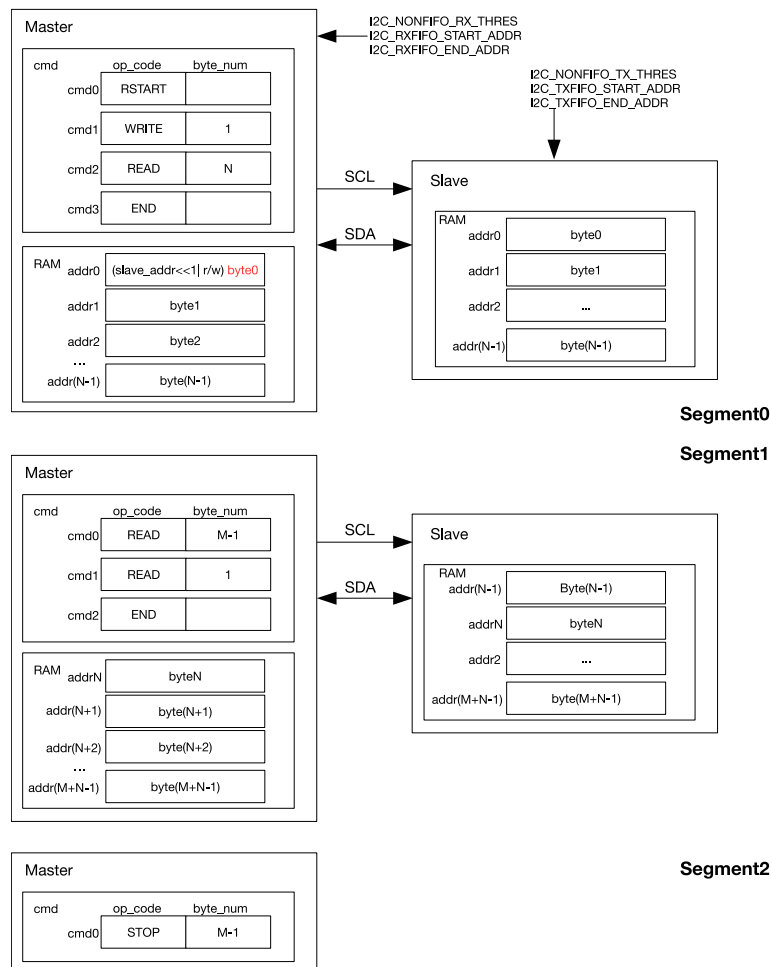 Master
I2C_NONFIFO_RX_THRES
I2C_RXFIFO_START_ADDR
I2C_RXFIFO_END_ADDR
cmd op_code byte_num
cmd0 RSTART
cmd1 WRITE 1
cmd2 READ N
cmd3 END
I2C_NONFIFO_TX_THRES
I2C_TXFIFO_START_ADDR
I2C_TXFIFO_END_ADDR
SCL
SDA
Slave
RAM
addr0 byte0
addr1 byte1
addr2 ...
addr(N-1) byte(N-1)
RAM
addr0 (slave_addr<<1| r/w) byte0
addr1 byte1
addr2 byte2
...
addr(N-1) byte(N-1)
Segment0
Segment1
Master
cmd op_code byte_num
cmd0 READ M-1
cmd1 READ 1
cmd2 END
SCL
SDA
Slave
RAM
addr(N-1) Byte(N-1)
addrN byteN
addr2 ...
addr(M+N-1) byte(M+N-1)
RAM
addrN byteN
addr(N+1) byte(N+1)
addr(N+2) byte(N+2)
...
addr(M+N-1) byte(M+N-1)
Segment2
Master
cmd op_code byte_num
cmd0 STOP M-1